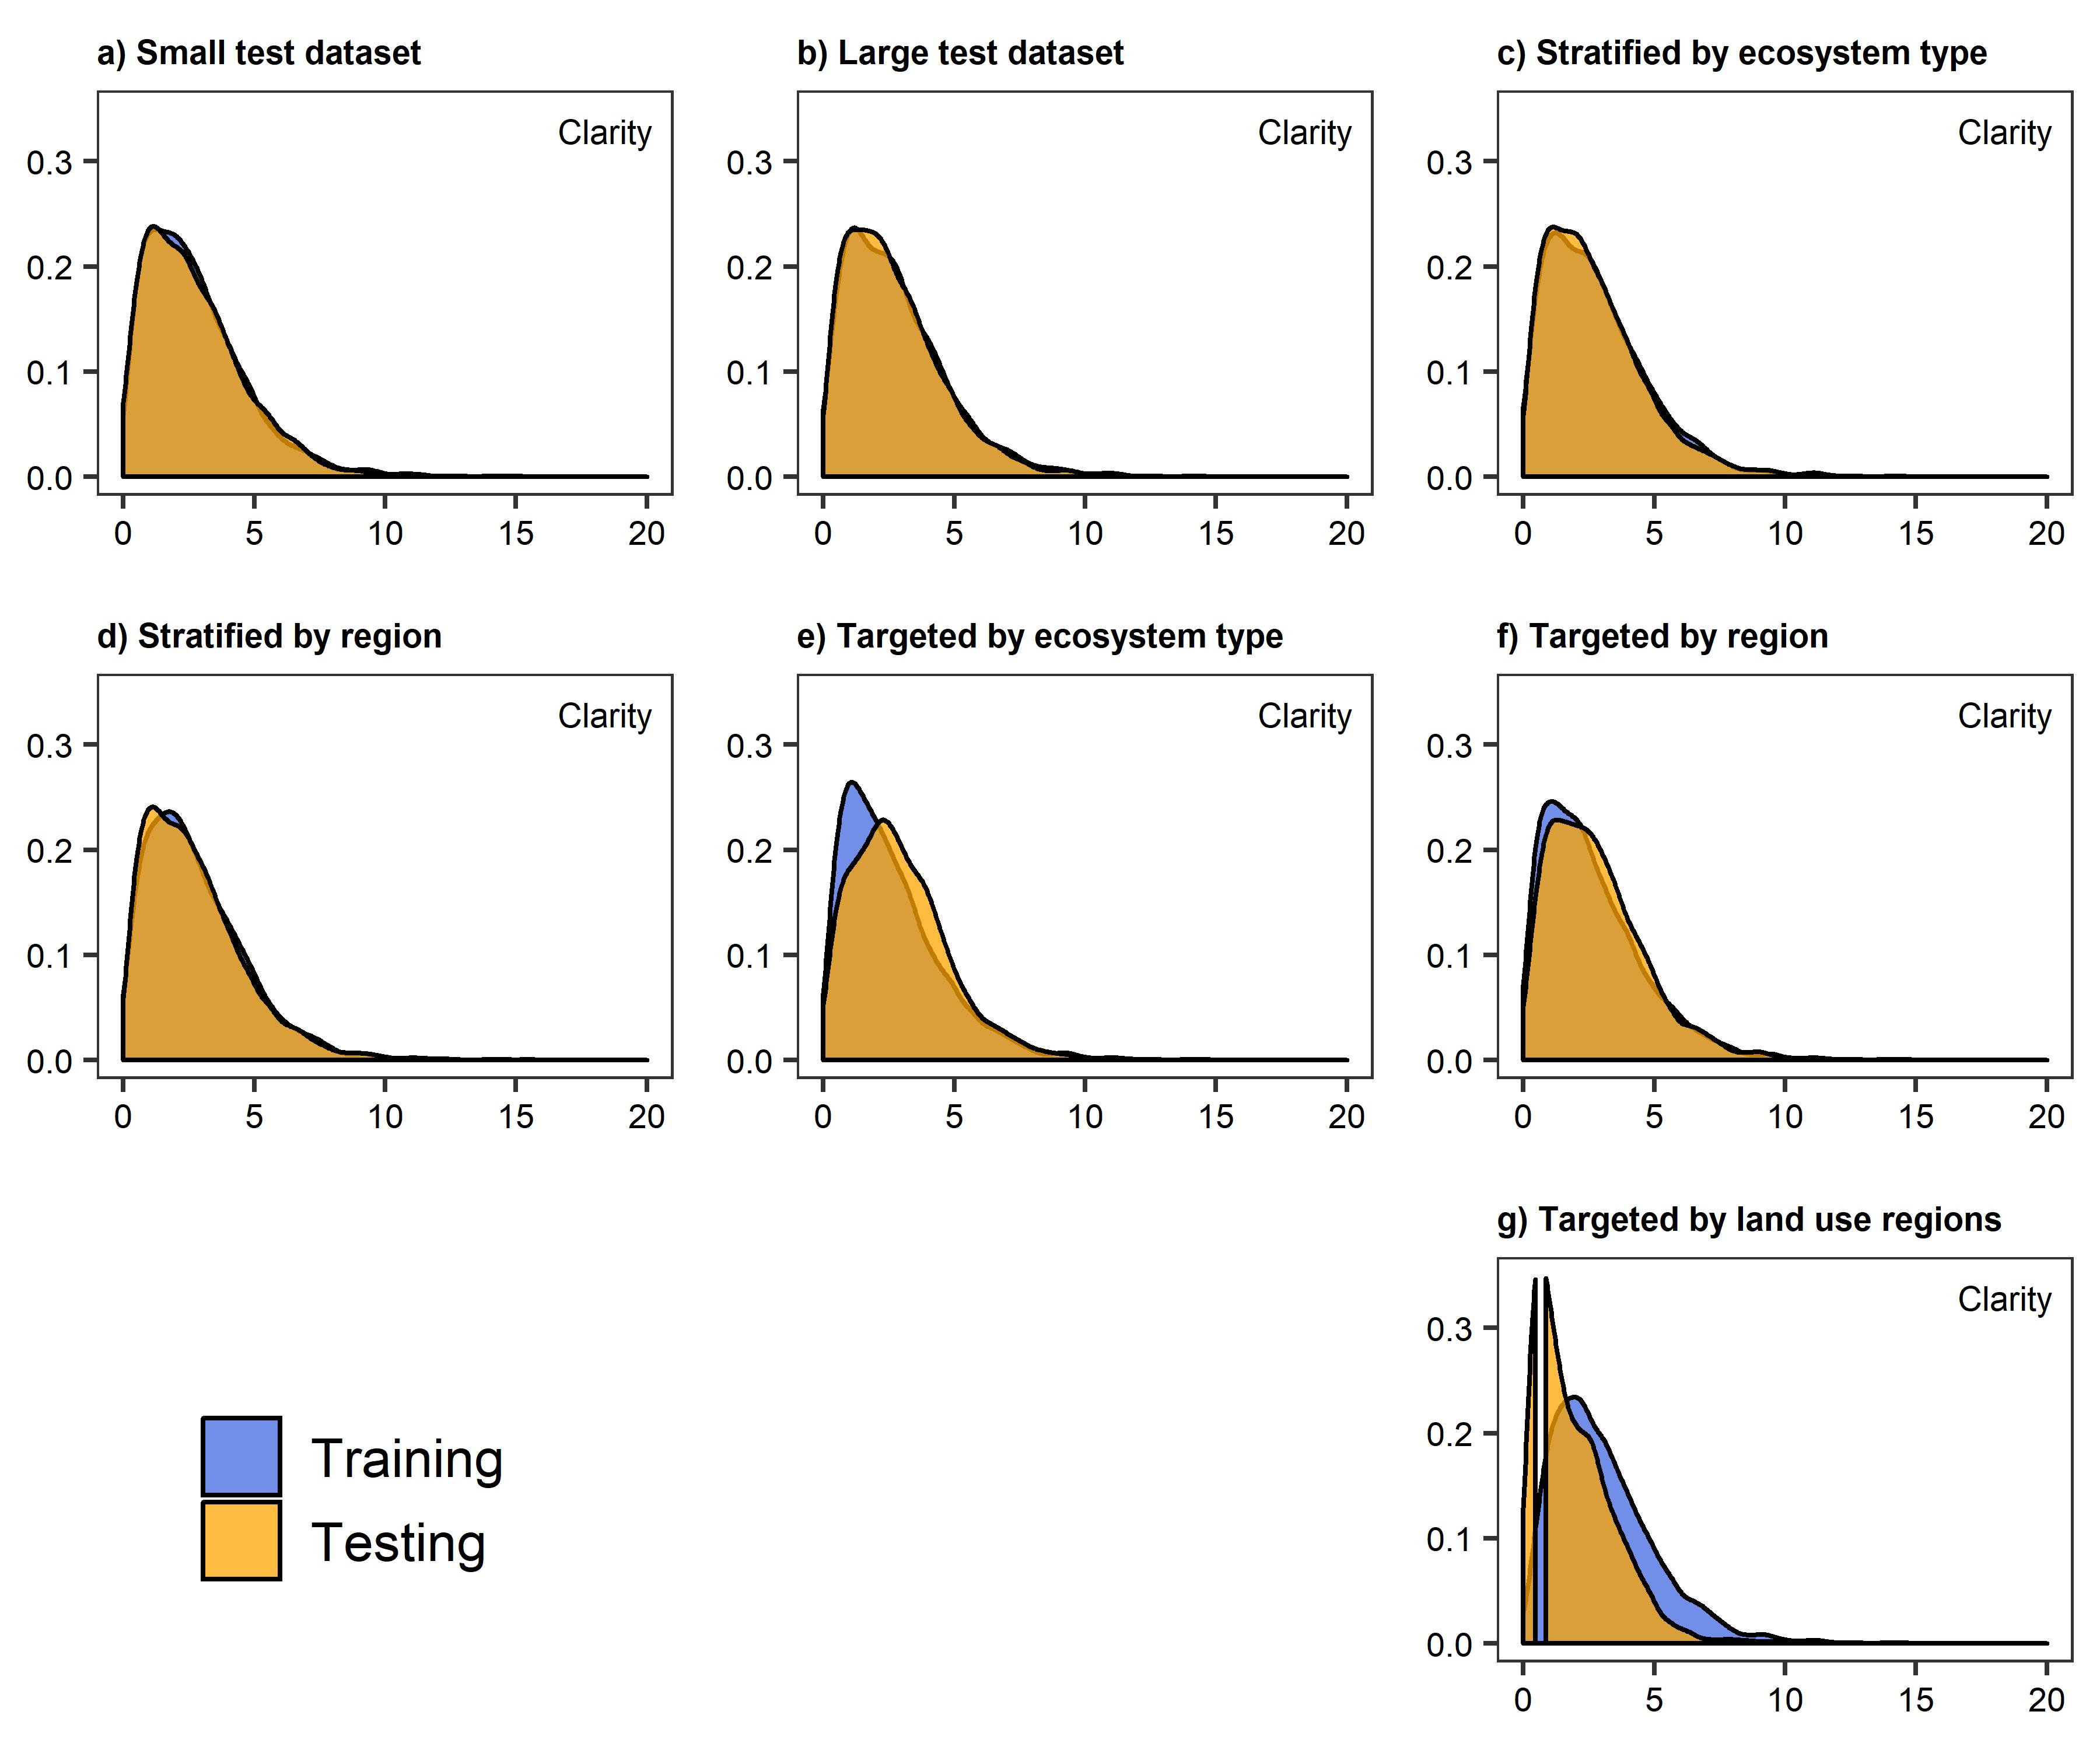 a) Small test dataset
Clarity
0.3
0.2
0.1
0.0
0 5 10 15 20
b) Large test dataset
Clarity
0.3
0.2
0.1
0.0
0 5 10 15 20
c) Stratified by ecosystem type
Clarity
0.3
0.2
0.1
0.0
0 5 10 15 20
d) Stratified by region
Clarity
0.3
0.2
0.1
0.0
0 5 10 15 20
e) Targeted by ecosystem type
Clarity
0.3
0.2
0.1
0.0
0 5 10 15 20
f) Targeted by region
Clarity
0.3
0.2
0.1
0.0
0 5 10 15 20
g) Targeted by land use regions
Clarity
0.3
0.2
0.1
0.0
0 5 10 15 20
Training
Testing